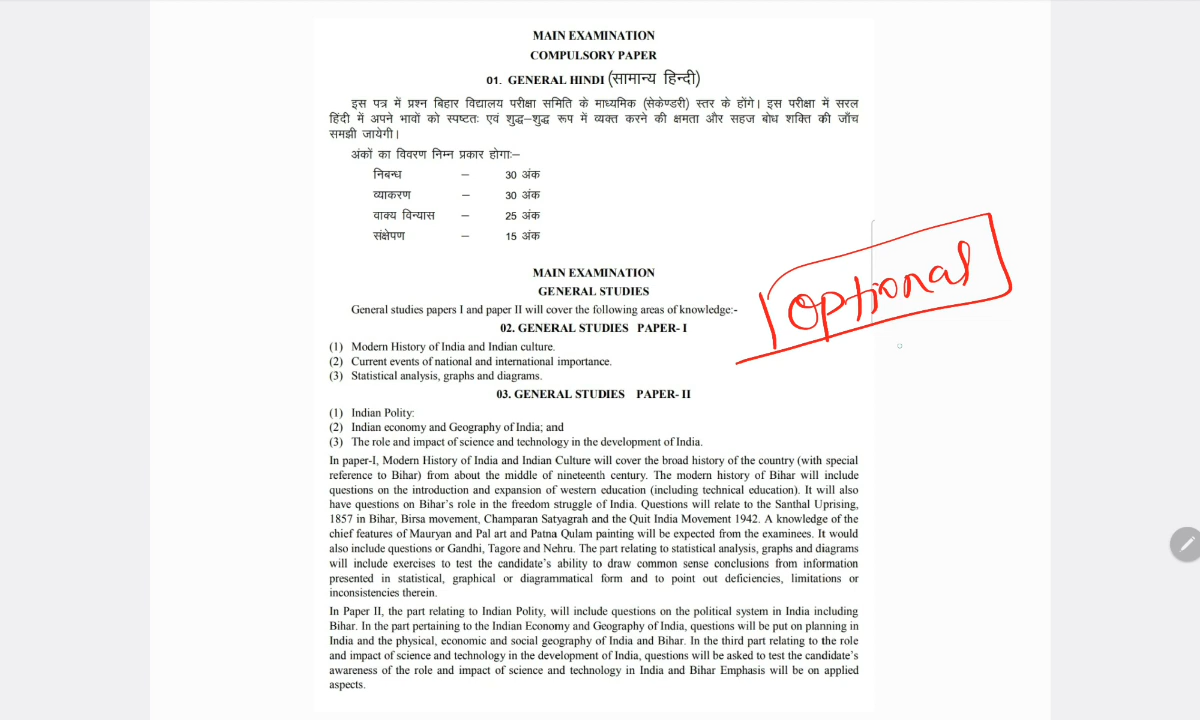 MAIN EXAMINATION
COMPULSORY PAPER
01. GENERAL HINDI (सामान्य हिन्दी)
इस पत्र में प्रश्न बिहार विद्यालय परीक्षा समिति के माध्यमिक (सेकेण्डरी) स्तर के होंगे। इस परीक्षा में सरल
हिंदी में अपने भावों को स्पष्टतः एवं शुद्ध–शुद्ध रूप में व्यक्त करने की क्षमता और सहज बोध शक्ति की जाँच
समझी जायेगी।
अंकों का विवरण निम्न प्रकार होगाः–
निबन्ध – 30 अंक
व्याकरण – 30 अंक
वाक्य विन्यास – 25 अंक
संक्षेपण – 15 अंक
MAIN EXAMINATION
GENERAL STUDIES
General studies papers I and paper II will cover the following areas of knowledge:-
optional
02. GENERAL STUDIES PAPER- I
(1) Modern History of India and Indian culture.
(2) Current events of national and international importance.
(3) Statistical analysis, graphs and diagrams.
03. GENERAL STUDIES PAPER- II
(1) Indian Polity:
(2) Indian economy and Geography of India; and
(3) The role and impact of science and technology in the development of India.
In paper-I, Modern History of India and Indian Culture will cover the broad history of the country (with special
reference to Bihar) from about the middle of nineteenth century. The modern history of Bihar will include
questions on the introduction and expansion of western education (including technical education). It will also
have questions on Bihar's role in the freedom struggle of India. Questions will relate to the Santhal Uprising,
1857 in Bihar, Birsa movement, Champaran Satyagrah and the Quit India Movement 1942. A knowledge of the
chief features of Mauryan and Pal art and Patna Qulam painting will be expected from the examinees. It would
also include questions or Gandhi, Tagore and Nehru. The part relating to statistical analysis, graphs and diagrams
will include exercises to test the candidate's ability to draw common sense conclusions from information
presented in statistical, graphical or diagrammatical form and to point out deficiencies, limitations or
inconsistencies therein.
In Paper II, the part relating to Indian Polity, will include questions on the political system in India including
Bihar. In the part pertaining to the Indian Economy and Geography of India, questions will be put on planning in
India and the physical, economic and social geography of India and Bihar. In the third part relating to the role
and impact of science and technology in the development of India, questions will be asked to test the candidate's
awareness of the role and impact of science and technology in India and Bihar Emphasis will be on applied
aspects.